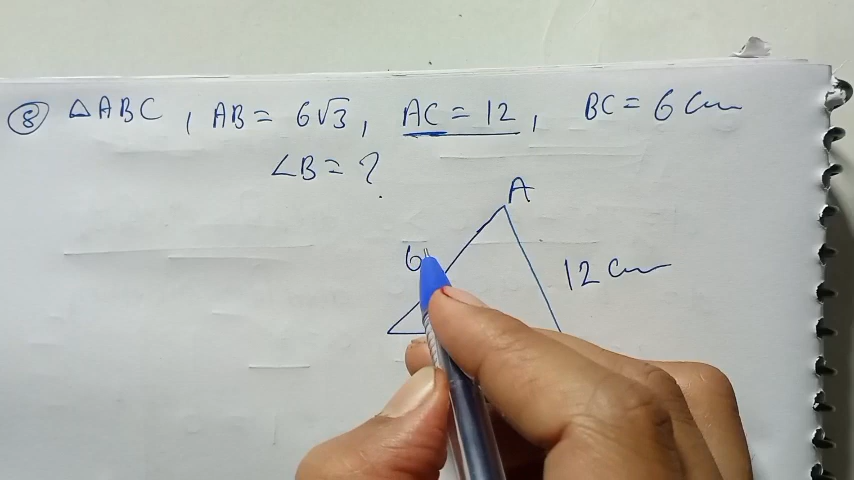 ⑧ △ABC, AB = 6√3, AC = 12, BC = 6 cm
∠B = ?
A
6
12 cm